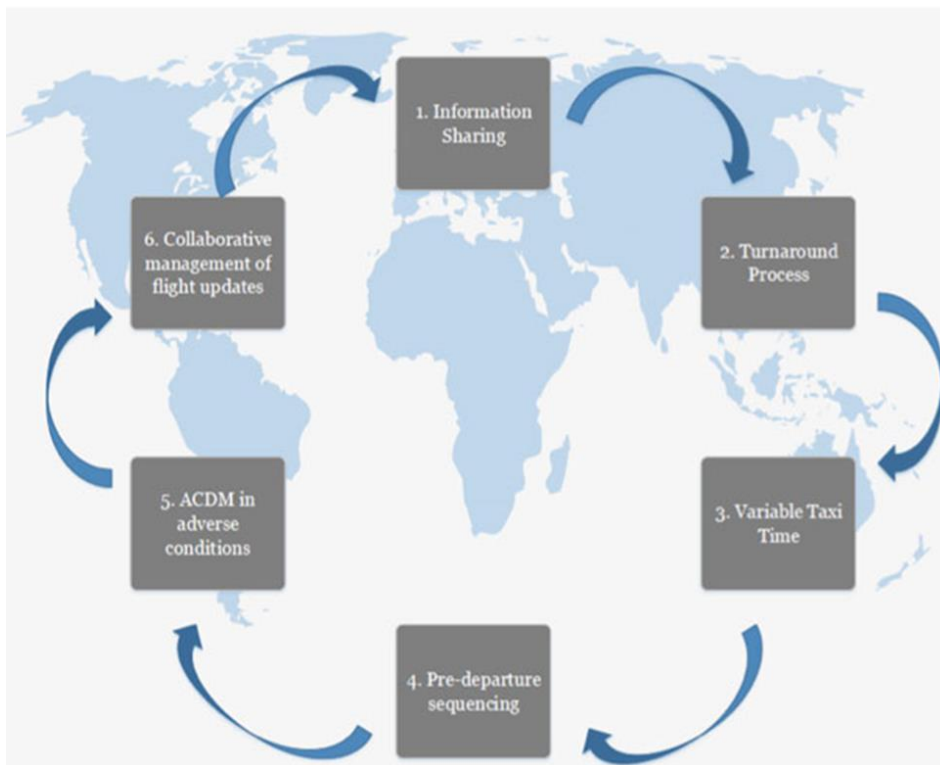 1. Information
Sharing
2. Turnaround
Process
3. Variable Taxi
Time
4. Pre-departure
sequencing
5. ACDM in
adverse
conditions
6. Collaborative
management of
flight updates